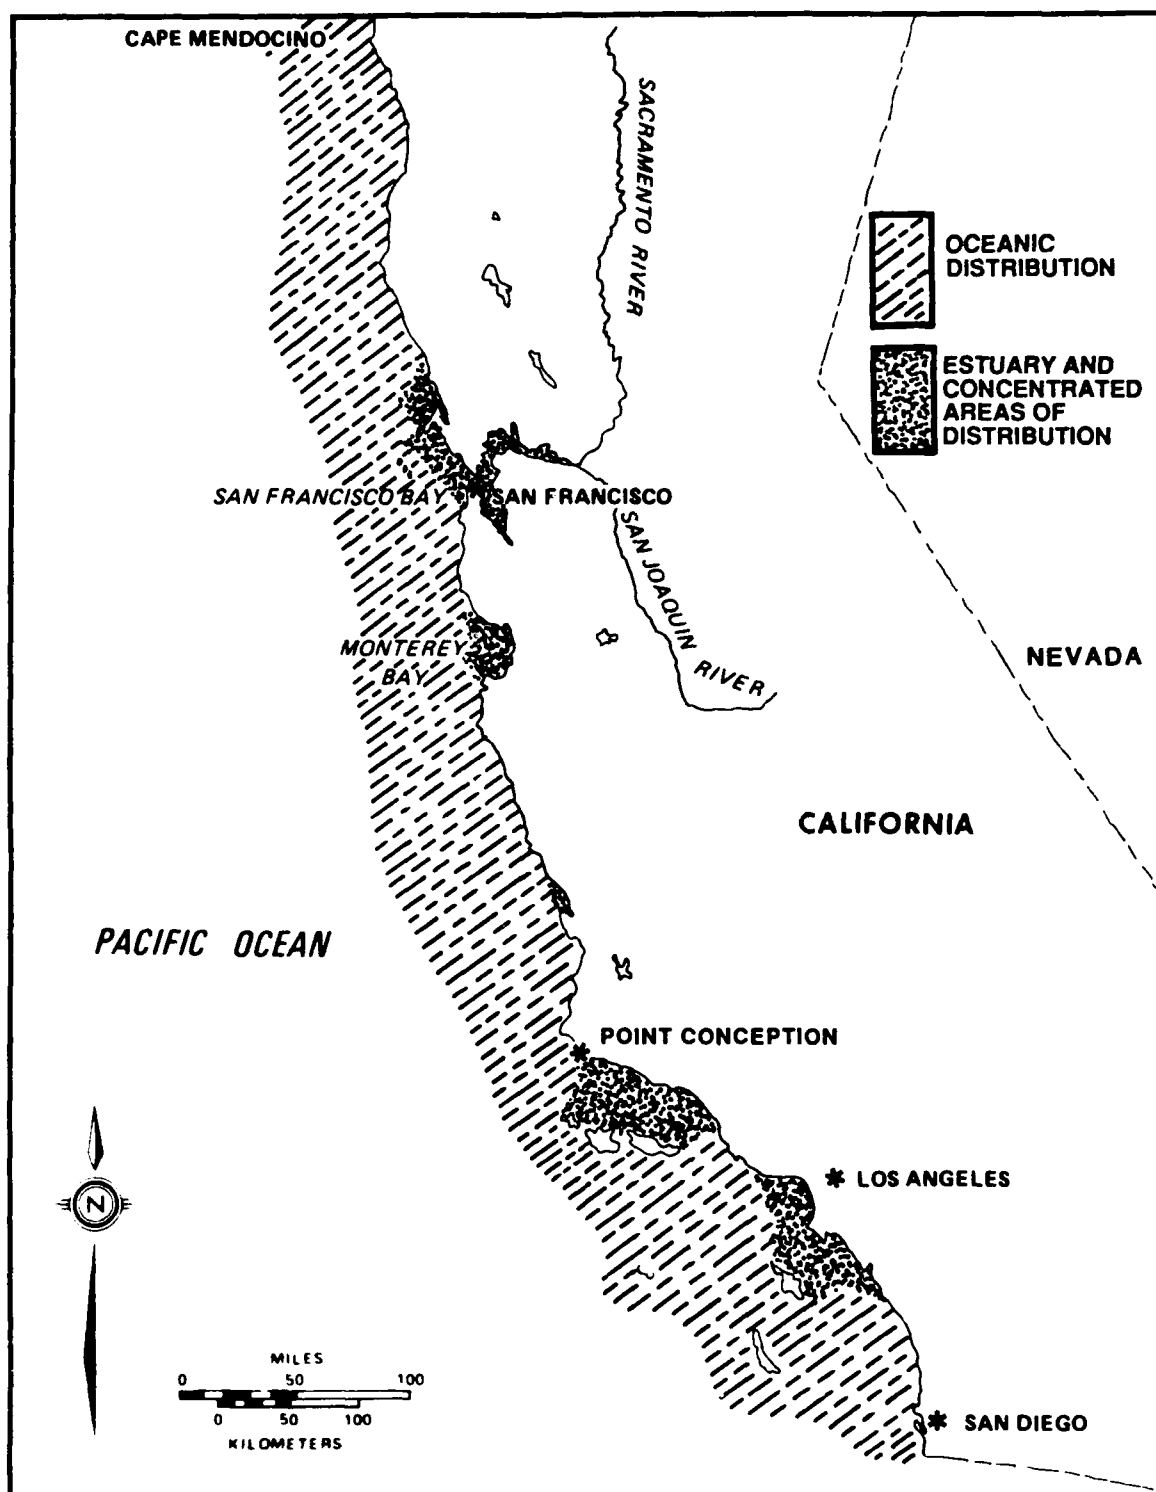 CAPE MENDOCINO
SACRAMENTO RIVER
OCEANIC
DISTRIBUTION
ESTUARY AND
CONCENTRATED
AREAS OF
DISTRIBUTION
SAN FRANCISCO BAY
SAN FRANCISCO
SAN JOAQUIN RIVER
MONTEREY
BAY
NEVADA
CALIFORNIA
PACIFIC OCEAN
POINT CONCEPTION
LOS ANGELES
N
MILES
0 50 100
0 50 100
KILOMETERS
SAN DIEGO